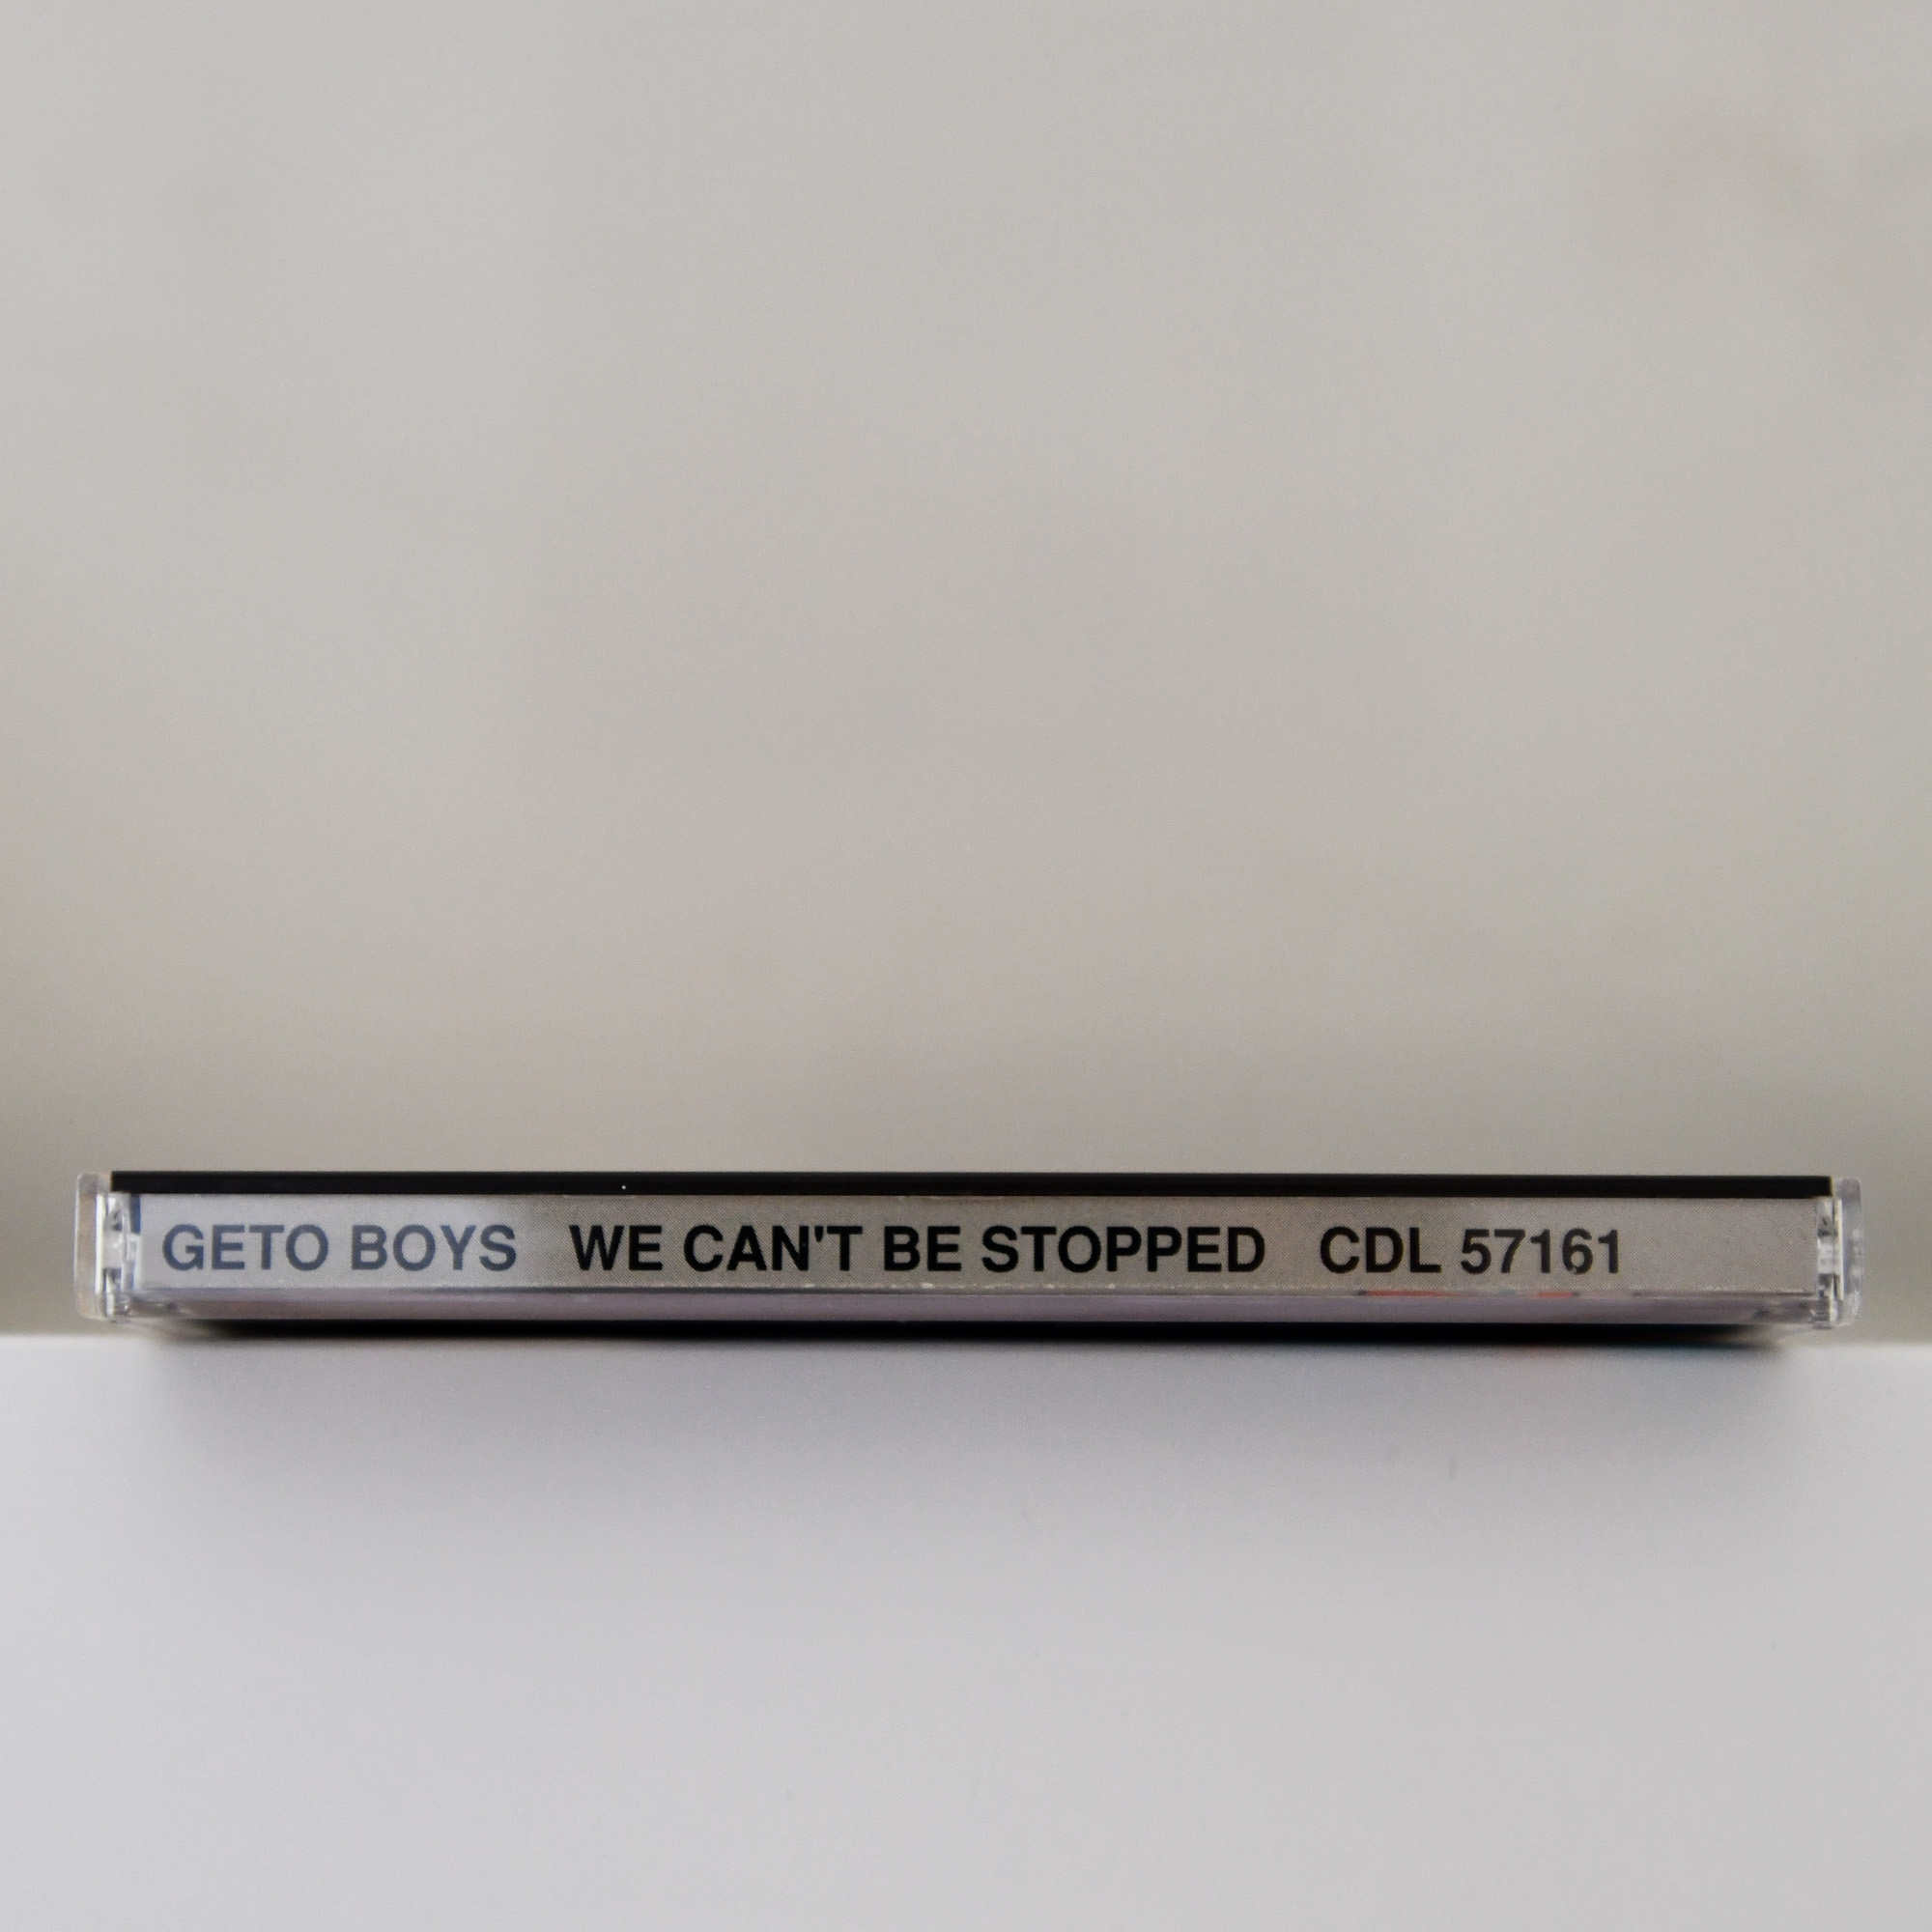 GETO BOYS WE CAN'T BE STOPPED CDL 57161